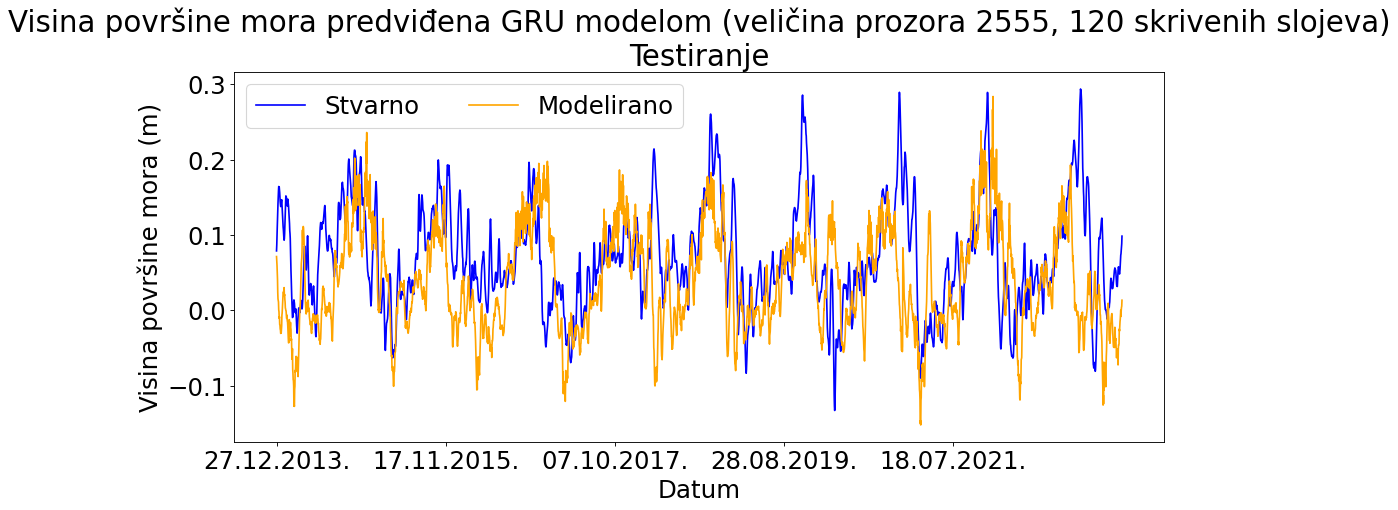 Visina površine mora predviđena GRU modelom (veličina prozora 2555, 120 skrivenih slojeva)
Testiranje
Stvarno
Modelirano
Visina površine mora (m)
0.3
0.2
0.1
0.0
−0.1
27.12.2013.
17.11.2015.
07.10.2017.
28.08.2019.
18.07.2021.
Datum